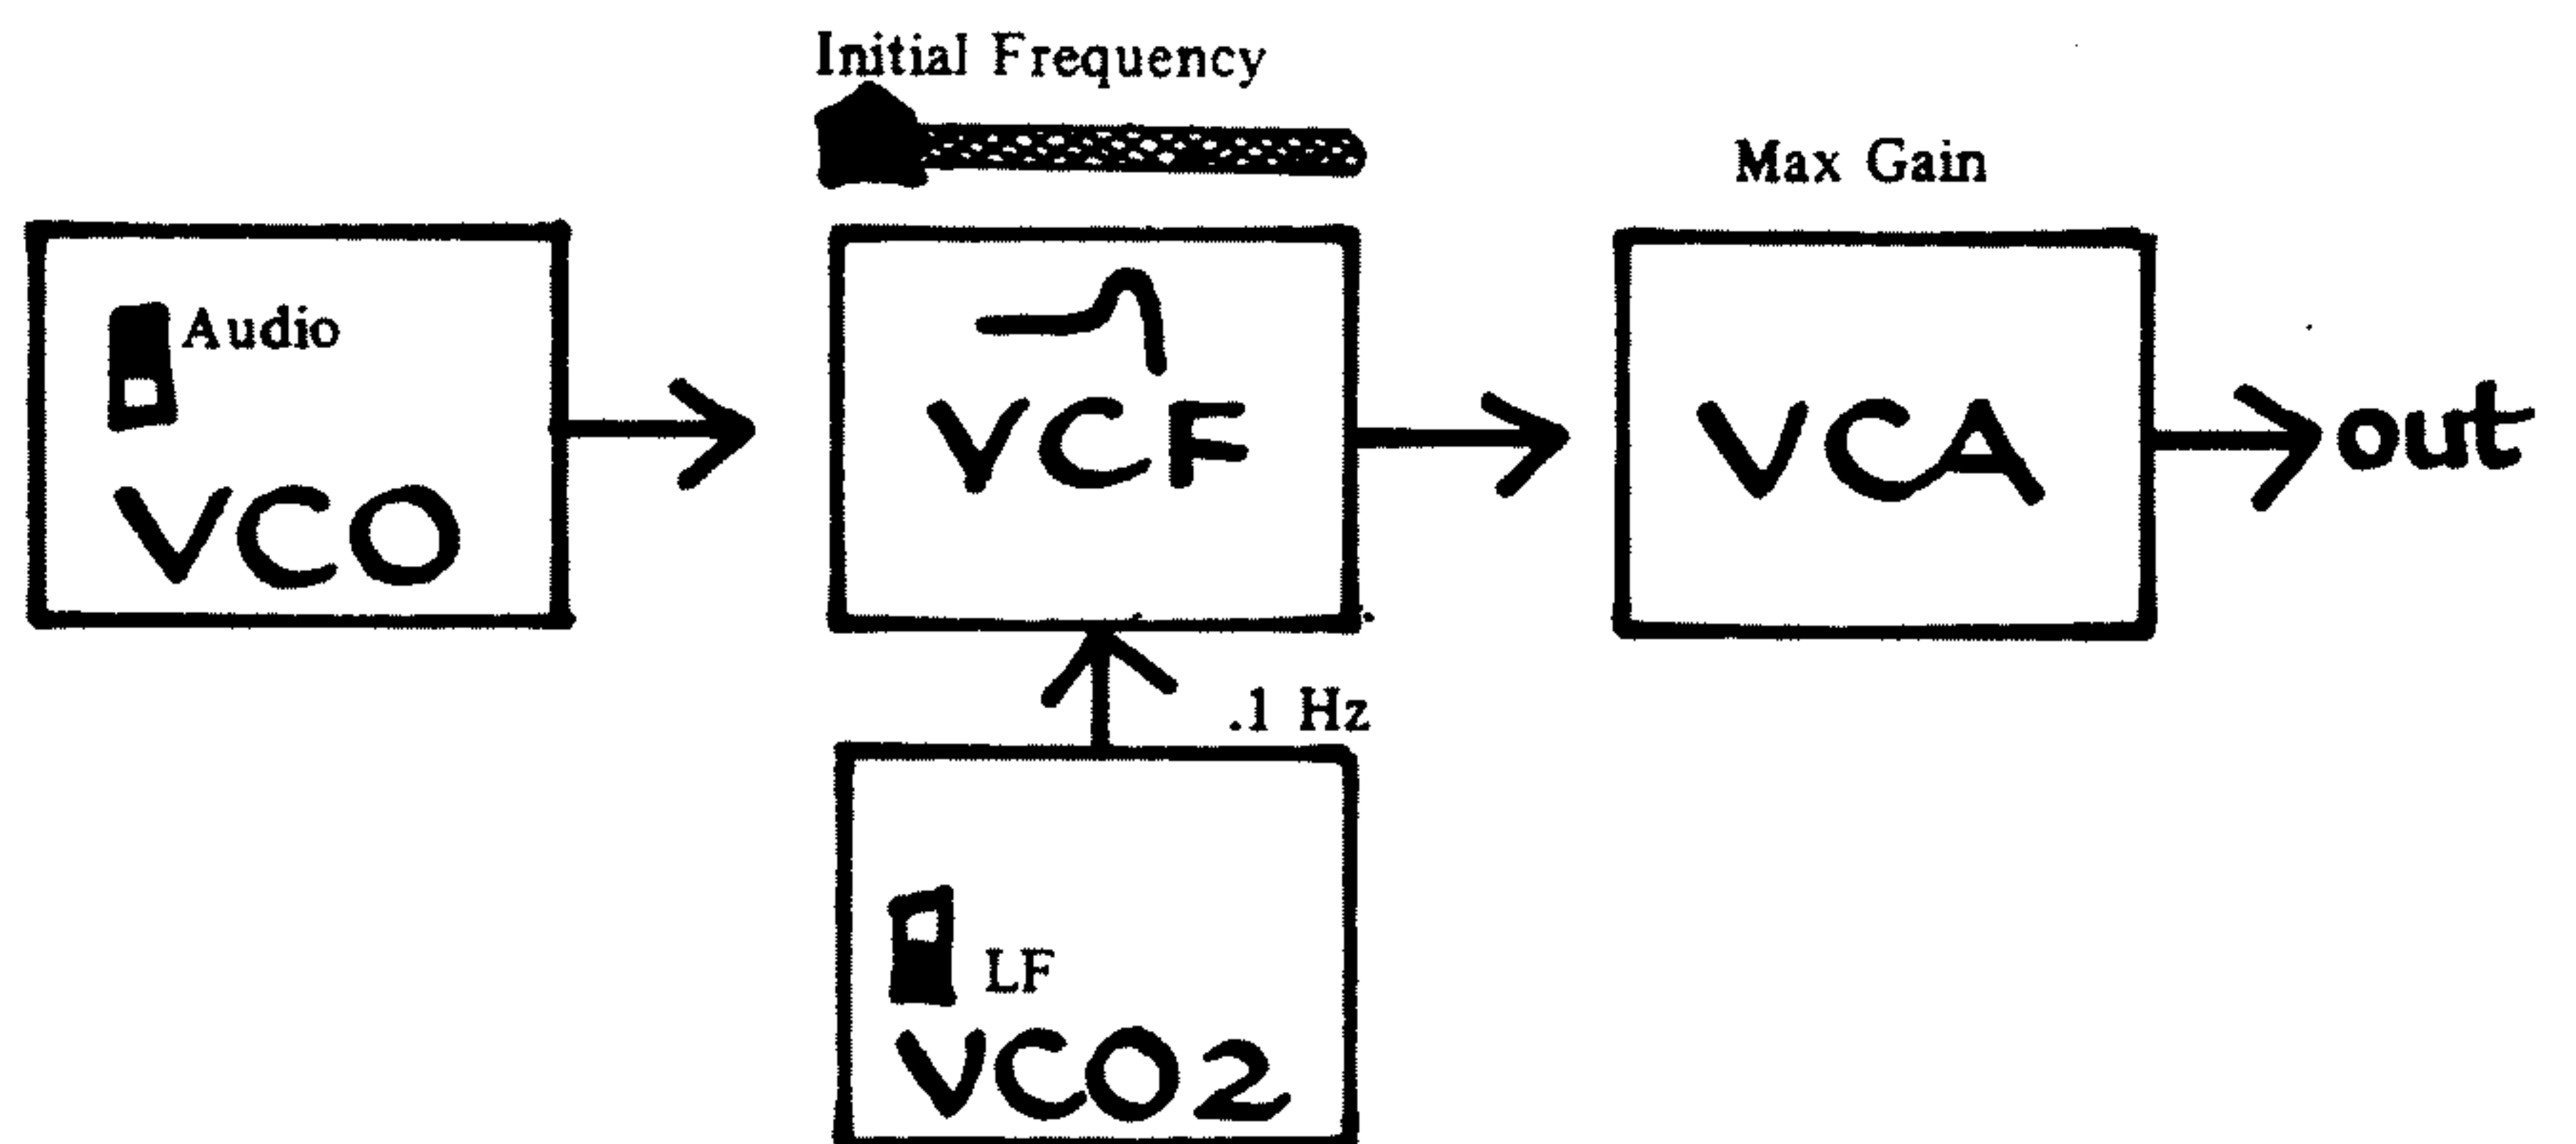 Initial Frequency
Max Gain
Audio
VCO
VCF
VCA
out
.1 Hz
LF
VCO2